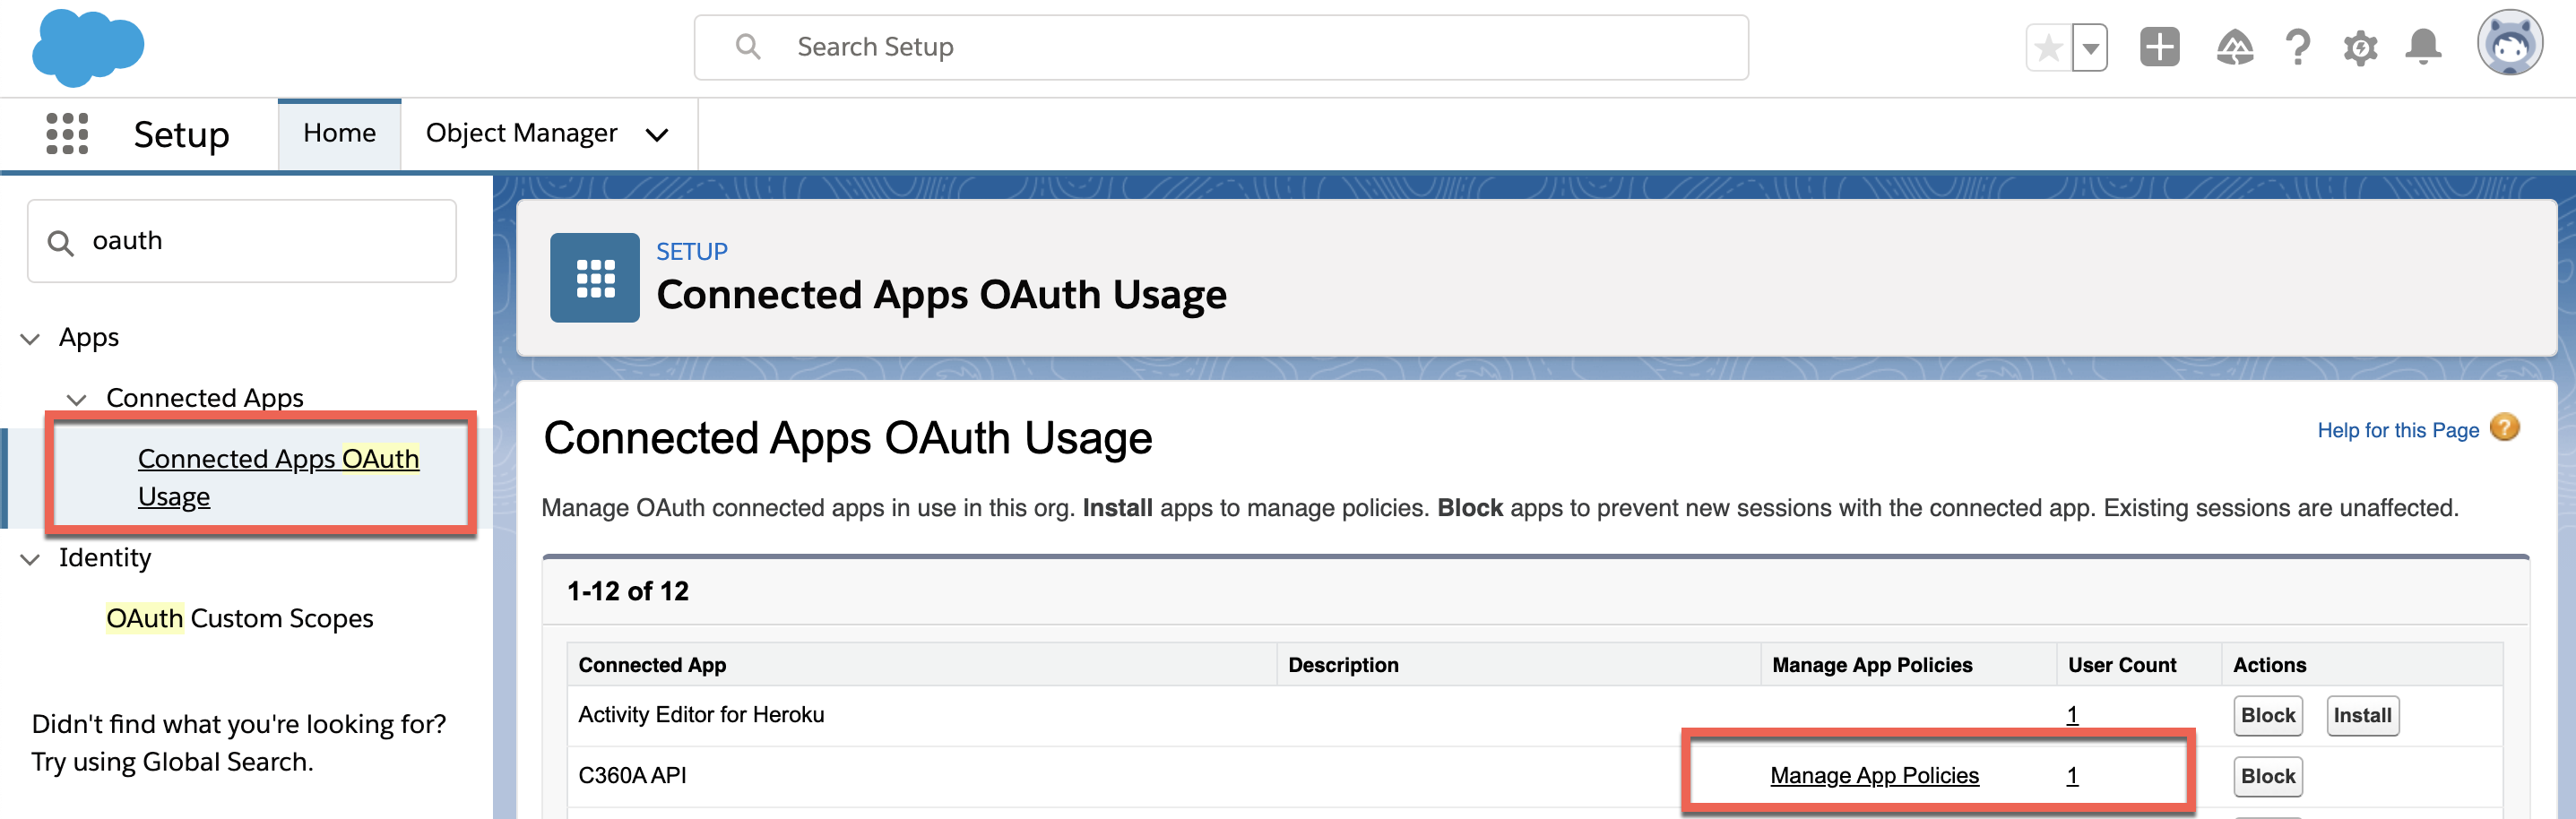 Search Setup
Setup
Home
Object Manager
oauth
Apps
Connected Apps
Connected Apps OAuth
Usage
Identity
OAuth Custom Scopes
Didn't find what you're looking for?
Try using Global Search.
SETUP
Connected Apps OAuth Usage
Connected Apps OAuth Usage
Help for this Page ?
Manage OAuth connected apps in use in this org. Install apps to manage policies. Block apps to prevent new sessions with the connected app. Existing sessions are unaffected.
1-12 of 12
Connected App Description Manage App Policies User Count Actions
Activity Editor for Heroku 1 Block Install
C360A API Manage App Policies 1 Block